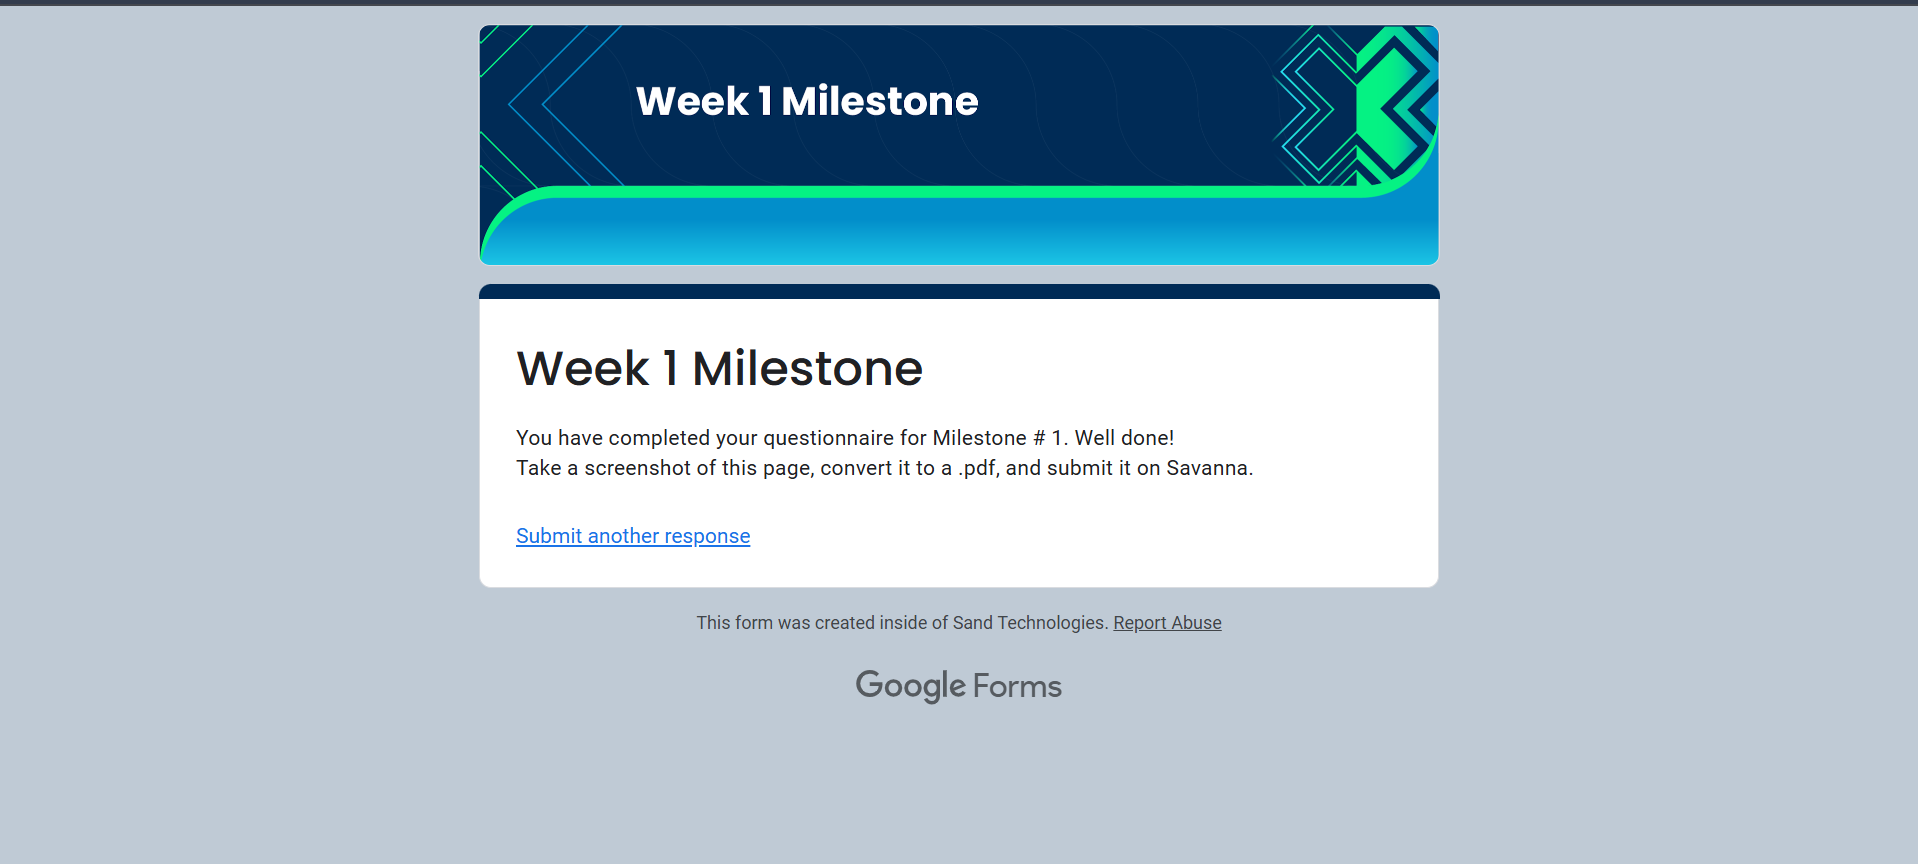 Week 1 Milestone
Week 1 Milestone
You have completed your questionnaire for Milestone # 1. Well done!
Take a screenshot of this page, convert it to a .pdf, and submit it on Savanna.
Submit another response
This form was created inside of Sand Technologies. Report Abuse
Google Forms